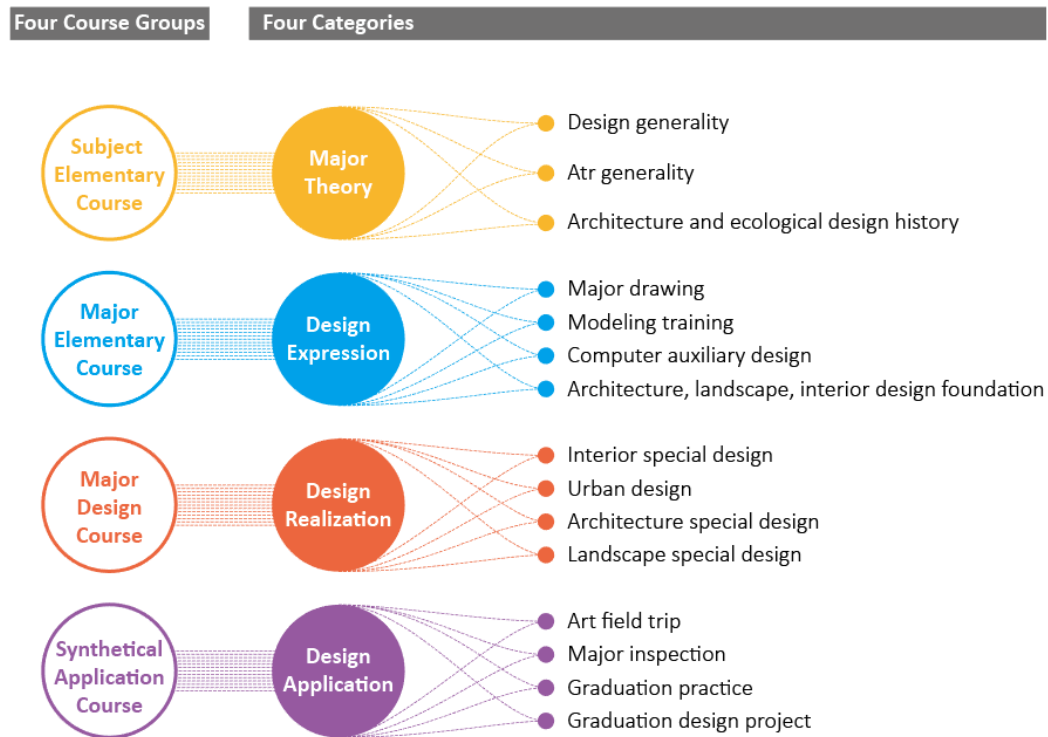 Four Course Groups
Four Categories
Subject
Elementary
Course
Major
Theory
Design generality
Atr generality
Architecture and ecological design history
Major
Elementary
Course
Design
Expression
Major drawing
Modeling training
Computer auxiliary design
Architecture, landscape, interior design foundation
Major
Design
Course
Design
Realization
Interior special design
Urban design
Architecture special design
Landscape special design
Synthetical
Application
Course
Design
Application
Art field trip
Major inspection
Graduation practice
Graduation design project